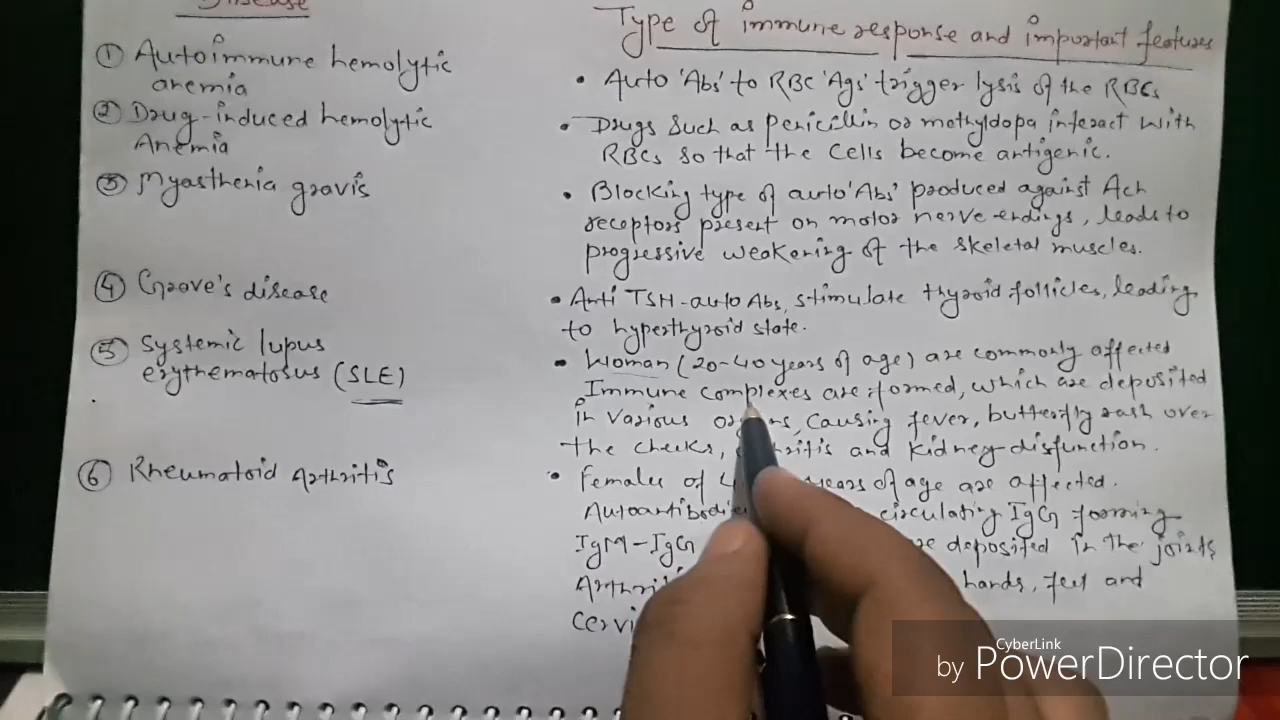 Disease
Type of immune response and important features
① Autoimmune hemolytic
anemia
• Auto 'Abs' to RBC 'Ags' trigger lysis of the RBCs
② Drug-induced hemolytic
Anemia
• Drugs such as penicillin or methyldopa interact with
RBCs so that the cells become antigenic.
③ Myasthenia gravis
• Blocking type of auto'Abs' produced against Ach
receptors present on motor nerve endings, leads to
progressive weakening of the skeletal muscles.
④ Grave's disease
• Anti TSH-auto Abs, stimulate thyroid follicles, leading
to hyperthyroid state.
⑤ Systemic lupus
erythematosus (SLE)
• Woman (20-40 years of age) are commonly affected
Immune complexes are formed, which are deposited
in various causing fever, butterfly rash over
the cheeks, and kidney disfunction.
⑥ Rheumatoid Arthritis
• Females of years of age are affected.
circulating IgG forming
IgM-IgG deposited in the joints
hands, feet and
CyberLink
by PowerDirector